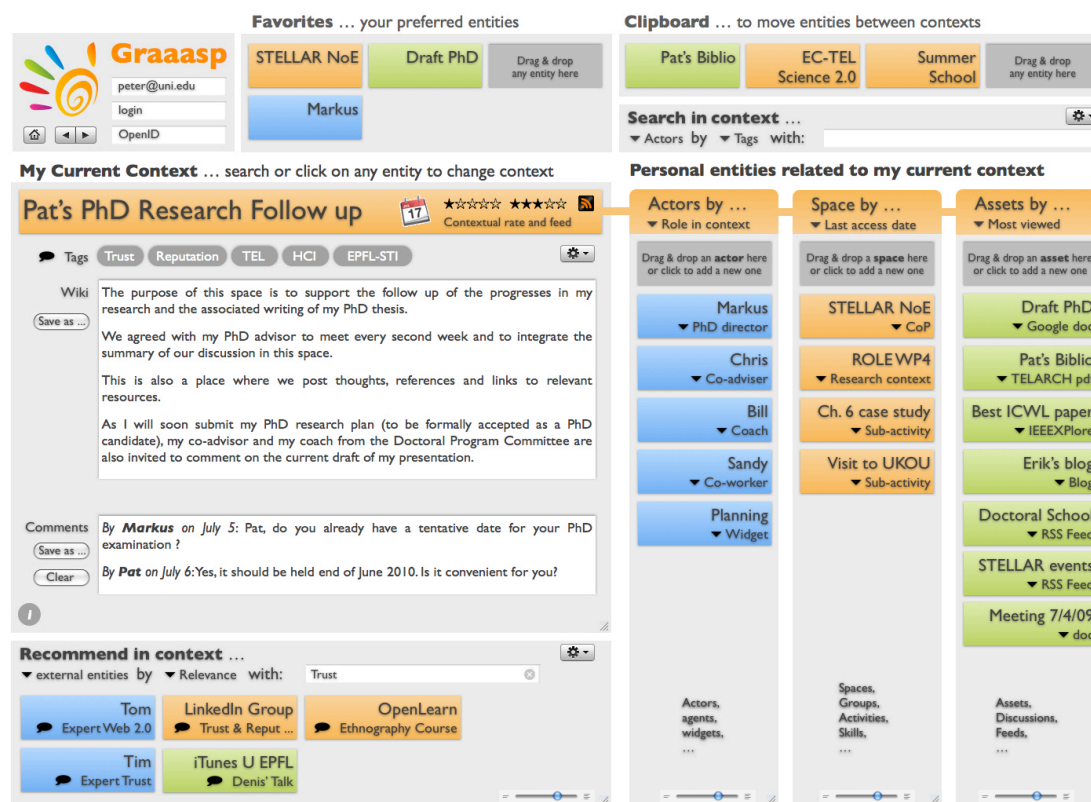 Favorites … your preferred entities
Clipboard … to move entities between contexts
Graaasp
peter@uni.edu
login
OpenID
STELLAR NoE
Draft PhD
Drag & drop
any entity here
Markus
Pat's Biblio
EC-TEL
Science 2.0
Summer
School
Drag & drop
any entity here
Search in context …
Actors by Tags with:
My Current Context … search or click on any entity to change context
Personal entities related to my current context
Pat's PhD Research Follow up
17
Contextual rate and feed
Tags Trust Reputation TEL HCI EPFL-STI
Wiki
Save as ...
The purpose of this space is to support the follow up of the progresses in my
research and the associated writing of my PhD thesis.
We agreed with my PhD advisor to meet every second week and to integrate the
summary of our discussion in this space.
This is also a place where we post thoughts, references and links to relevant
resources.
As I will soon submit my PhD research plan (to be formally accepted as a PhD
candidate), my co-advisor and my coach from the Doctoral Program Committee are
also invited to comment on the current draft of my presentation.
Comments
Save as ...
Clear
By Markus on July 5: Pat, do you already have a tentative date for your PhD
examination ?
By Pat on July 6:Yes, it should be held end of June 2010. Is it convenient for you?
i
Recommend in context …
external entities by Relevance with: Trust
Tom
Expert Web 2.0
LinkedIn Group
Trust & Reput ...
OpenLearn
Ethnography Course
Tim
Expert Trust
iTunes U EPFL
Denis' Talk
Actors by …
Role in context
Drag & drop an actor here
or click to add a new one
Markus
PhD director
Chris
Co-adviser
Bill
Coach
Sandy
Co-worker
Planning
Widget
Actors,
agents,
widgets,
…
Space by …
Last access date
Drag & drop a space here
or click to add a new one
STELLAR NoE
CoP
ROLE WP4
Research context
Ch. 6 case study
Sub-activity
Visit to UKOU
Sub-activity
Spaces,
Groups,
Activities,
Skills,
…
Assets by …
Most viewed
Drag & drop an asset here
or click to add a new one
Draft PhD
Google doc
Pat's Biblio
TELARCH pdf
Best ICWL paper
IEEEXPlore
Erik's blog
Blog
Doctoral School
RSS Feed
STELLAR events
RSS Feed
Meeting 7/4/09
doc
Assets,
Discussions,
Feeds,
…